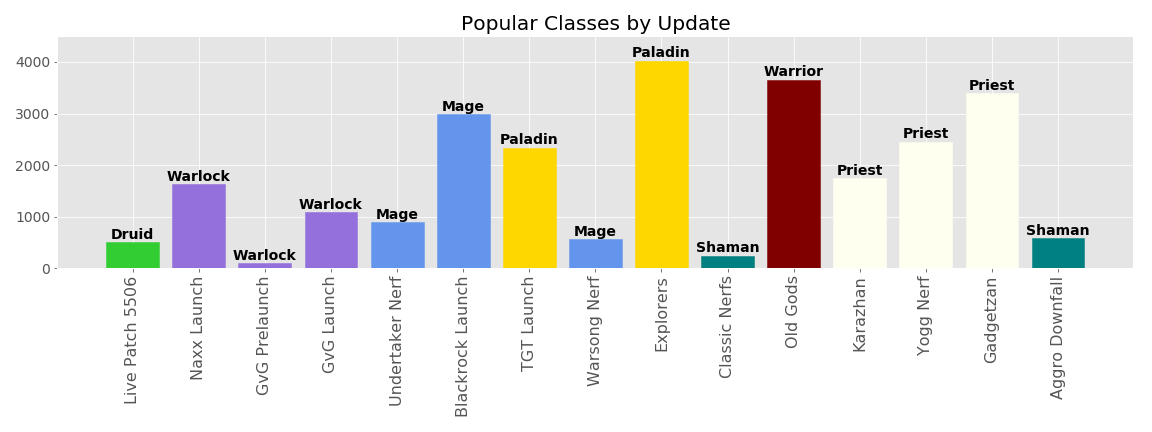 Popular Classes by Update
4000
3000
2000
1000
0
Druid
Warlock
Warlock
Warlock
Mage
Mage
Paladin
Mage
Paladin
Shaman
Warrior
Priest
Priest
Priest
Shaman
Live Patch 5506
Naxx Launch
GvG Prelaunch
GvG Launch
Undertaker Nerf
Blackrock Launch
TGT Launch
Warsong Nerf
Explorers
Classic Nerfs
Old Gods
Karazhan
Yogg Nerf
Gadgetzan
Aggro Downfall